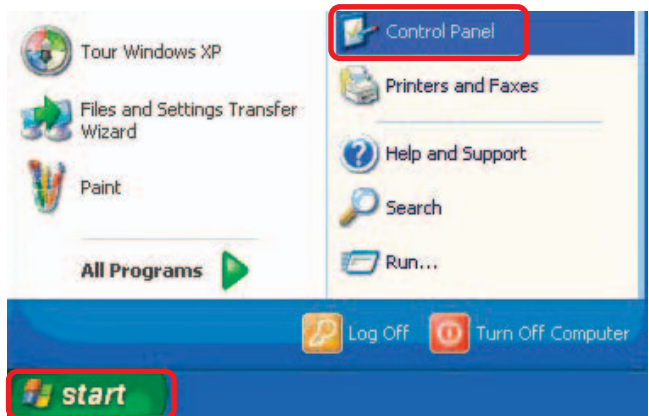 Tour Windows XP
Files and Settings Transfer
Wizard
Paint
All Programs
Control Panel
Printers and Faxes
Help and Support
Search
Run...
Log Off
Turn Off Computer
start